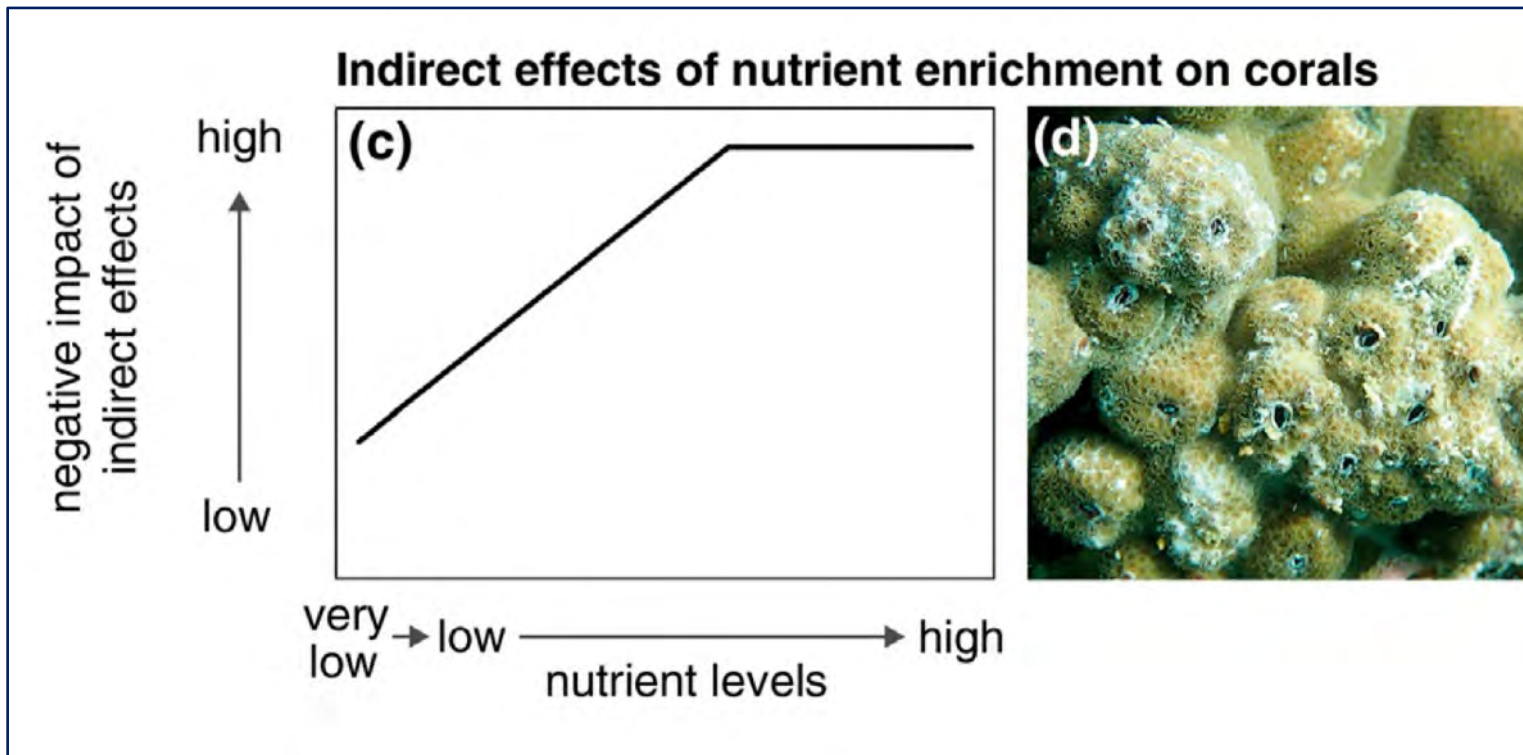 Indirect effects of nutrient enrichment on corals
negative impact of
indirect effects
high
low
(c)
(d)
very
low
low
high
nutrient levels